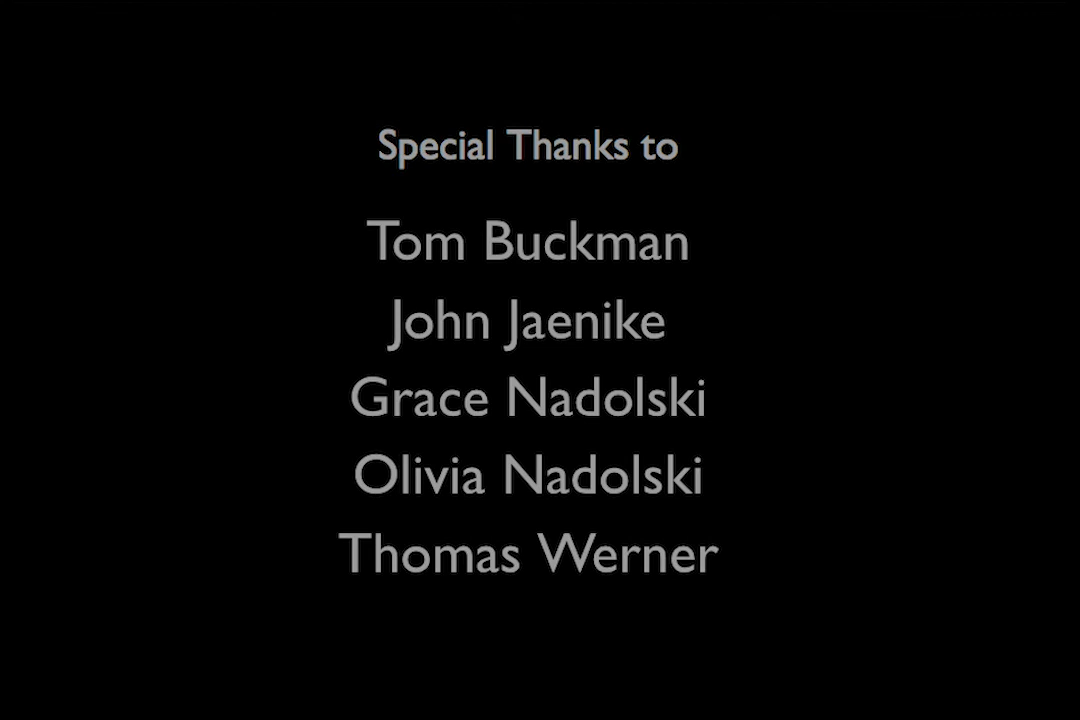 Special Thanks to
Tom Buckman
John Jaenike
Grace Nadolski
Olivia Nadolski
Thomas Werner